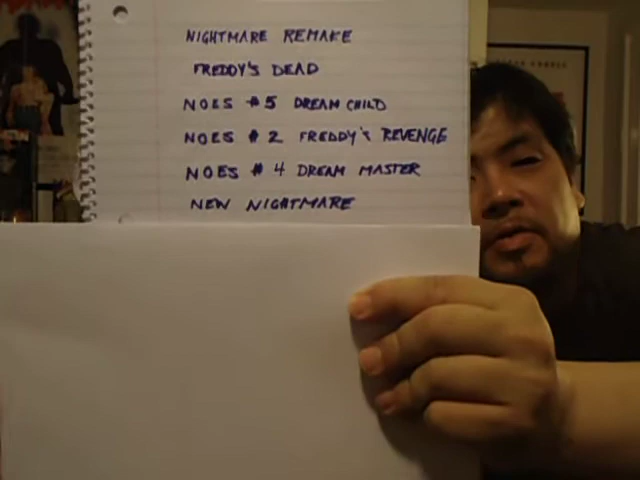 NIGHTMARE REMAKE
FREDDY'S DEAD
NOES #5 DREAM CHILD
NOES #2 FREDDY'S REVENGE
NOES #4 DREAM MASTER
NEW NIGHTMARE